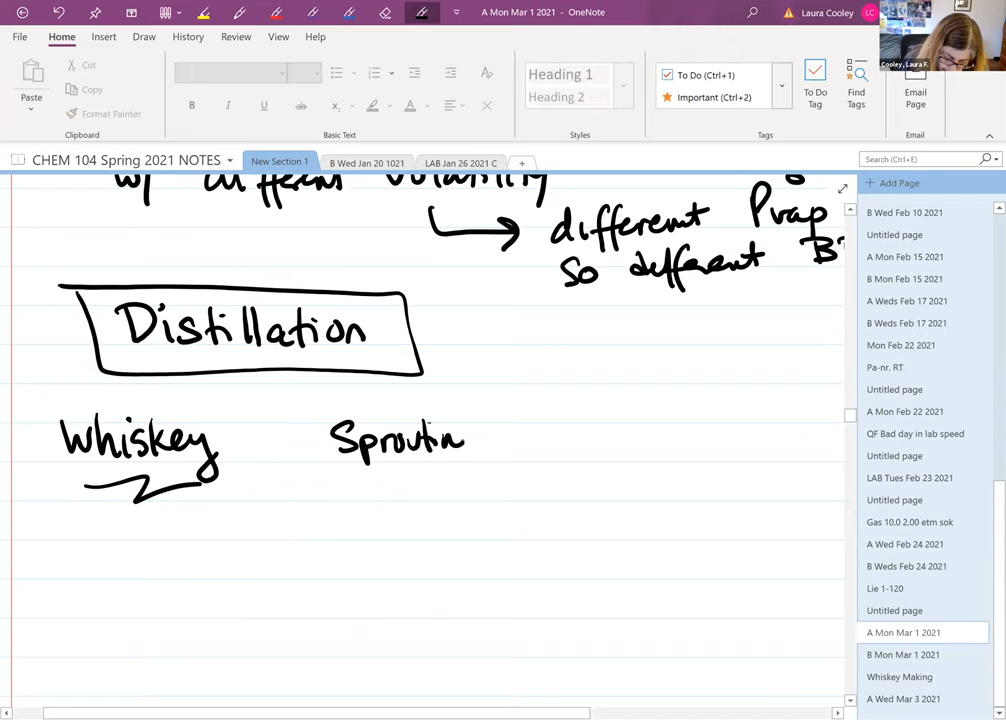 A Mon Mar 1 2021 - OneNote
Laura Cooley
LC
Cooley, Laura F.
File Home Insert Draw History Review View Help
Paste
Cut
Copy
Format Painter
Clipboard
Basic Text
Heading 1
Heading 2
Styles
To Do (Ctrl+1)
Important (Ctrl+2)
Tags
To Do
Tag
Find
Tags
Email
Page
Email
CHEM 104 Spring 2021 NOTES
New Section 1
B Wed Jan 20 1021
LAB Jan 26 2021 C
Search (Ctrl+E)
w/ different volatility
different Pvap
so different
Distillation
Whiskey Sproutin
Add Page
B Wed Feb 10 2021
Untitled page
A Mon Feb 15 2021
B Mon Feb 15 2021
A Weds Feb 17 2021
B Weds Feb 17 2021
Mon Feb 22 2021
Pa-nr. RT
Untitled page
A Mon Feb 22 2021
QF Bad day in lab speed
Untitled page
LAB Tues Feb 23 2021
Untitled page
Gas 10.0 2.00 etm sok
A Wed Feb 24 2021
B Weds Feb 24 2021
Lie 1-120
Untitled page
A Mon Mar 1 2021
B Mon Mar 1 2021
Whiskey Making
A Wed Mar 3 2021